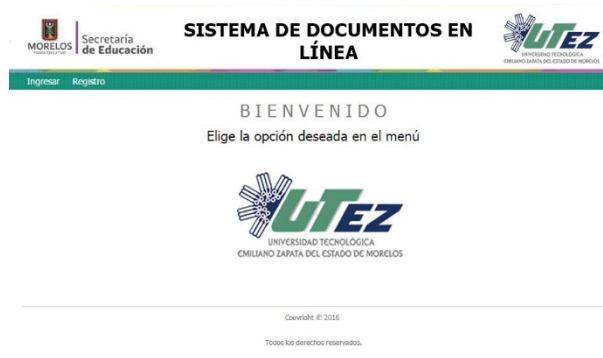 MORELOS
PODER EJECUTIVO
Secretaría
de Educación
SISTEMA DE DOCUMENTOS EN
LÍNEA
UTEZ
UNIVERSIDAD TECNOLÓGICA
EMILIANO ZAPATA DEL ESTADO DE MORELOS
Ingresar Registro
BIENVENIDO
Elige la opción deseada en el menú
UTEZ
UNIVERSIDAD TECNOLÓGICA
EMILIANO ZAPATA DEL ESTADO DE MORELOS
Copyright © 2016
Todos los derechos reservados.